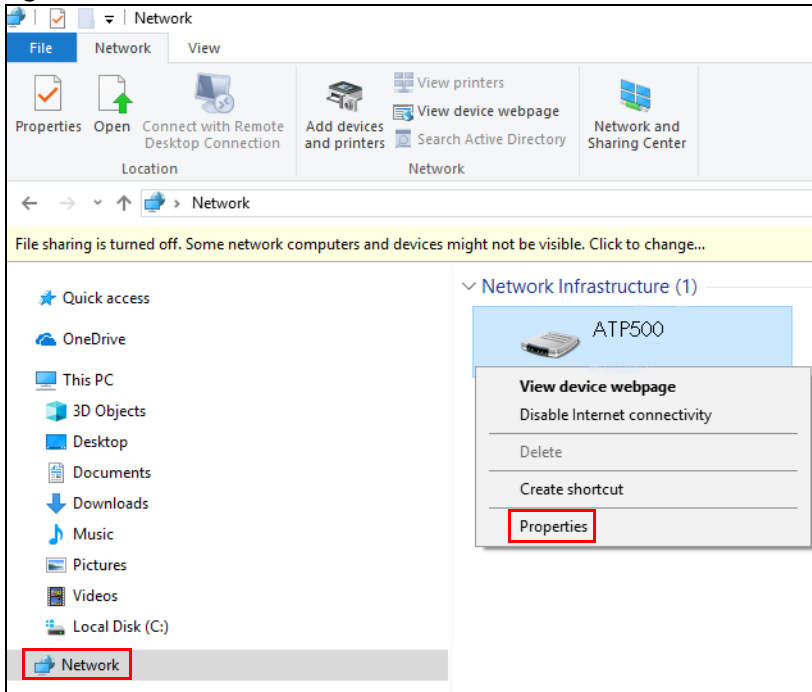 Network
File Network View
Properties Open Connect with Remote Desktop Connection
Add devices and printers
View printers
View device webpage
Search Active Directory
Network and Sharing Center
Location Network
Network
File sharing is turned off. Some network computers and devices might not be visible. Click to change...
Quick access
OneDrive
This PC
3D Objects
Desktop
Documents
Downloads
Music
Pictures
Videos
Local Disk (C:)
Network
Network Infrastructure (1)
ATP500
View device webpage
Disable Internet connectivity
Delete
Create shortcut
Properties